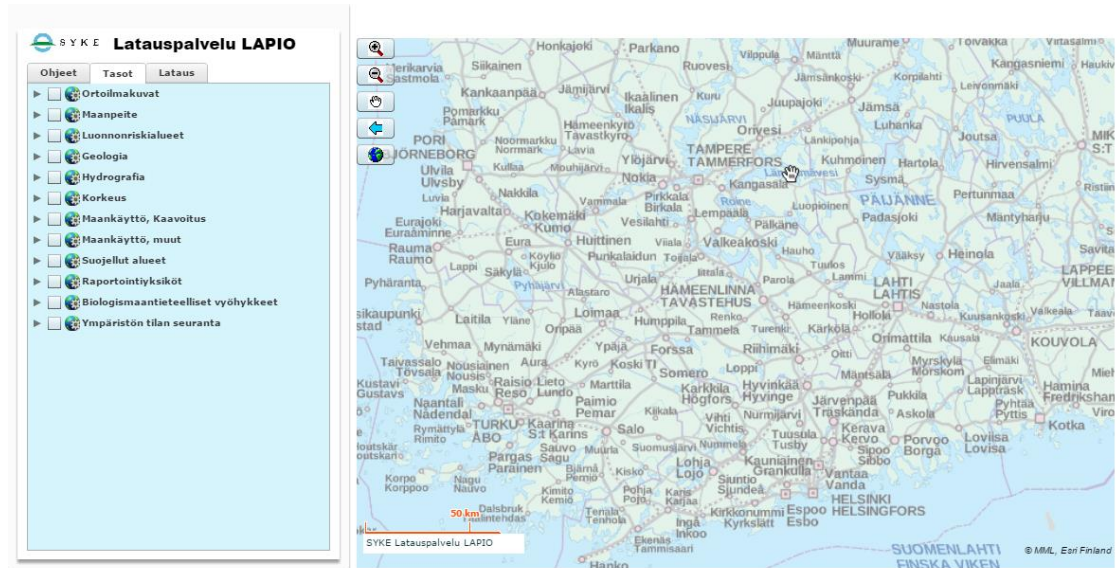 SYKE Latauspalvelu LAPIO
Ohjeet Tasot Lataus
Ortoilmakuvat
Maanpeite
Luonnonriskialueet
Geologia
Hydrografia
Korkeus
Maankäyttö, Kaavoitus
Maankäyttö, muut
Suojellut alueet
Raportointiyksiköt
Biologismaantieteelliset vyöhykkeet
Ympäristön tilan seuranta
Honkajoki Parkano Vilppula Mänttä Muurame Toivakka
Merikarvia Siikainen Ruovesi Jämsänkoski Korpilahti Kangasniemi
Sastmola Kankaanpää Jämijärvi Ikaalinen Kuru Juupajoki Jämsä Leivonmäki
Ikalis
Pomarkku
Påmark Hämeenkyrö NÄSIJÄRVI Orivesi Länkipohja Luhanka Joutsa PUULA
PORI Noormarkku Tavastkyro
BJÖRNEBORG Norrmark Lavia Ylöjärvi TAMPERE Kuhmoinen Hartola Hirvensalmi
Ulvila Kullaa Mouhijärvi TAMMERFORS
Ulvsby Nokia Kangasala Sysmä
Luvia Nakkila Vammala Pirkkala Roine Luopioinen PÄIJÄNNE Pertunmaa
Harjavalta Kokemäki Birkala Lempäälä Padasjoki Mäntyharju
Eurajoki Kumo Vesilahti Pälkäne
Euraåminne
Rauma Eura Huittinen Viiala Valkeakoski Hauho Vääksy Heinola
Raumo Köyliö Punkalaidun Toijala Tuulos
Lappi Säkylä Kjulo Urjala Iittala Parola Lammi LAHTI Jaala
Pyhäranta Pyhäjärvi Alastaro HÄMEENLINNA LAHTIS
TAVASTEHUS Hämeenkoski Nastola
Laitila Yläne Loimaa Humppila Renko Hollola Kuusankoski Valkeala
Oripää Tammela Turenki Kärkölä
Vehmaa Mynämäki Ypäjä Forssa Riihimäki Orimattila Kausala KOUVOLA
Taivassalo Nousiainen Aura Kyrö Koski Tl Loppi Oitti Myrskylä Elimäki
Tövsala Nousis Somero Mäntsälä Mörskom
Kustavi Masku Raisio Lieto Marttila Karkkila Hyvinkää Lapinjärvi Hamina
Gustavs Reso Lundo Högfors Hyvinge Pukkila Lappträsk Fredrikshan
Naantali Paimio Järvenpää Pyhtää
Nådendal Pemar Kiikala Vihti Nurmijärvi Träskända Askola Pyttis
Rymättylä TURKU Kaarina Salo Vichtis Kerava Kotka
Rimito ÅBO S:t Karins Tuusula Kervo Porvoo Loviisa
Sauvo Muurla Suomusjärvi Nummela Tusby Sipoo Borgå Lovisa
Pargas Sagu Lohja Kauniainen Sibbo
Parainen Bjärnå Kisko Lojo Grankulla Vantaa
Korpo Nagu Perniö Siuntio Vanda
Korppoo Nauvo Kimito Pohja Karis Sjundeå HELSINKI
Kemiö Pojo Karjaa
Dalsbruk Tenala Kirkkonummi Espoo HELSINGFORS
50 km Tenhola Ingå Kyrkslätt Esbo
Inkoo
SYKE Latauspalvelu LAPIO Ekenäs
Tammisaari SUOMENLAHTI © MML, Esri Finland
Hanko FINSKA VIKEN